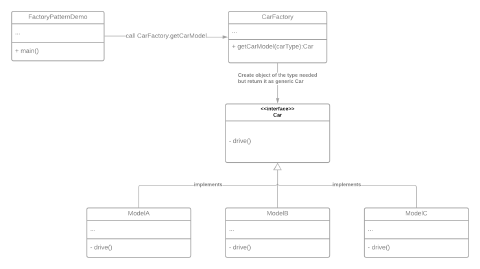 FactoryPatternDemo
...
+ main()
call CarFactory.getCarModel
CarFactory
...
+ getCarModel(carType):Car
Create object of the type needed
but return it as generic Car
<<interface>>
Car
- drive()
implements
implements
ModelA
...
- drive()
ModelB
...
- drive()
ModelC
...
- drive()